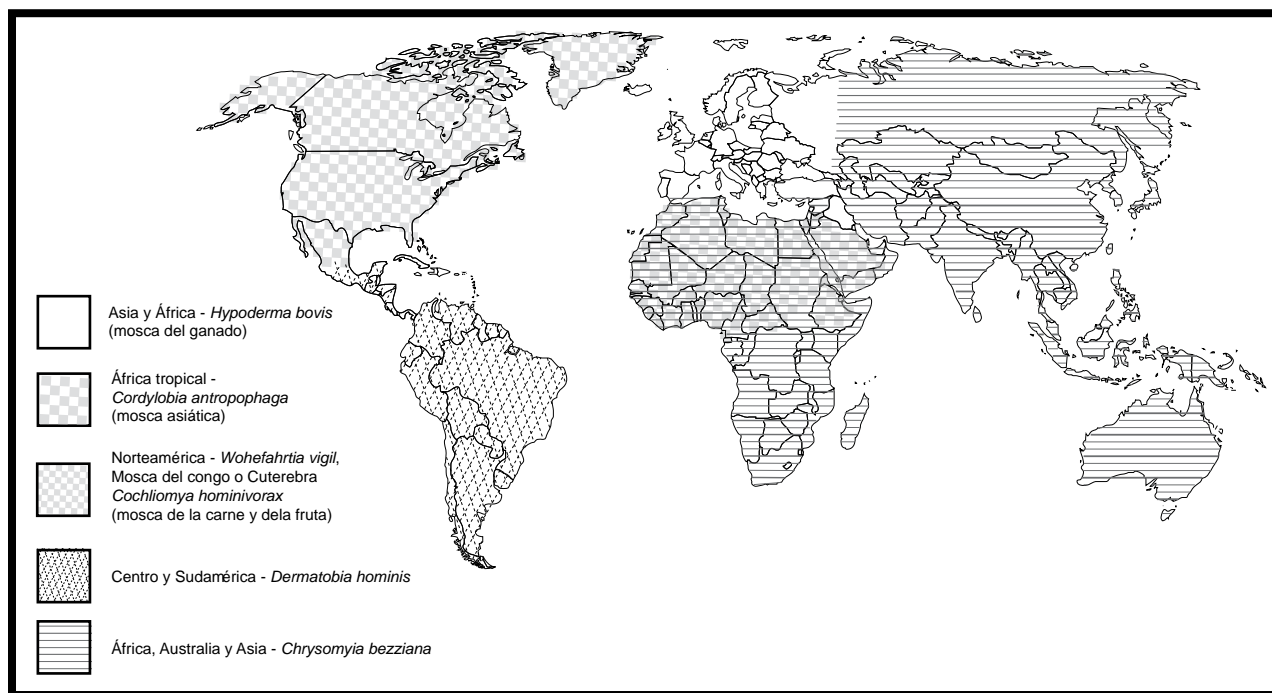 Asia y África - Hypoderma bovis
(mosca del ganado)
África tropical -
Cordylobia antropophaga
(mosca asiática)
Norteamérica - Wohefahrtia vigil,
Mosca del congo o Cuterebra
Cochliomya hominivorax
(mosca de la carne y dela fruta)
Centro y Sudamérica - Dermatobia hominis
África, Australia y Asia - Chrysomyia bezziana